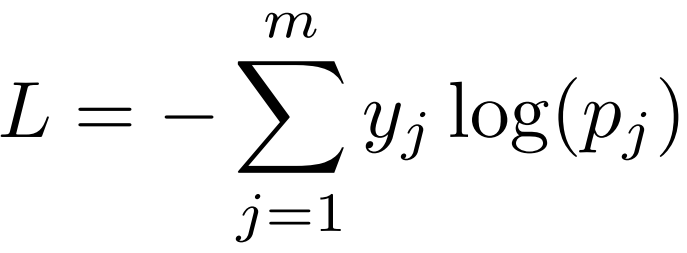 L = -\sum_{j=1}^{m} y_j \log(p_j)